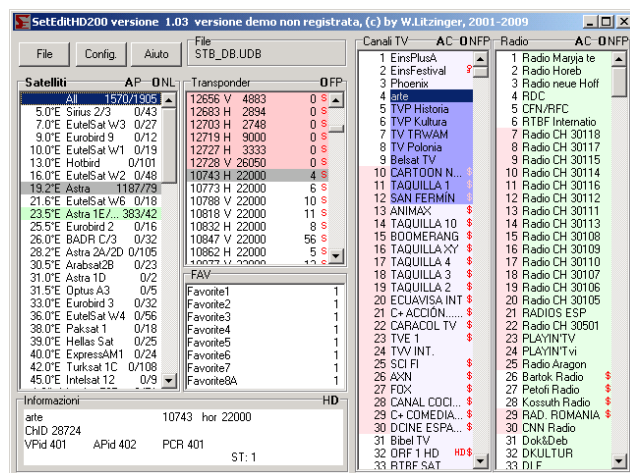 SetEditHD200 versione 1.03 versione demo non registrata, (c) by W.Litzinger, 2001-2009
File Config. Aiuto
File
STB_DB.UDB
Satelliti AP ONL
All 1570/1905
5.0°E Sirius 2/3 0/43
7.0°E EutelSat W3 0/27
9.0°E Eurobird 9 0/12
10.0°E EutelSat W1 0/19
13.0°E Hotbird 0/101
16.0°E EutelSat W2 0/48
19.2°E Astra 1187/79
21.6°E EutelSat W6 0/18
23.5°E Astra 1E/... 383/42
25.5°E Eurobird 2 0/16
26.0°E BADR C/3 0/32
28.2°E Astra 2A/2D 0/105
30.5°E Arabsat2B 0/23
31.0°E Astra 1D 0/2
31.5°E Optus A3 0/5
33.0°E Eurobird 3 0/32
36.0°E EutelSat W4 0/56
38.0°E Paksat 1 0/18
39.0°E Hellas Sat 0/25
40.0°E ExpressAM1 0/24
42.0°E Turksat 1C 0/108
45.0°E Intelsat 12 0/9
Transponder OFP
12656 V 4883 0 S
12683 H 2894 0 S
12703 H 2748 0 S
12719 H 9000 0 S
12727 H 3333 0 S
12728 V 26050 0 S
10743 H 22000 4 S
10773 H 22000 6 S
10788 V 22000 10 S
10818 V 22000 11 S
10832 H 22000 8 S
10847 V 22000 56 S
10862 H 22000 5 S
10877 V 22000 12 S
FAV
Favorite1 1
Favorite2 1
Favorite3 1
Favorite4 1
Favorite5 1
Favorite6 1
Favorite7 1
Favorite8A 1
Informazioni HD
arte 10743 hor 22000
ChID 28724
VPid 401 APid 402 PCR 401
ST: 1
Canali TV AC ONFP
1 EinsPlusA
2 EinsFestival ?
3 Phoenix
4 arte
5 TVP Historia
6 TVP Kultura
7 TV TRWAM
8 TV Polonia
9 Belsat TV
10 CARTOON N... $
11 TAQUILLA 1 $
12 SAN FERMÍN $
13 ANIMAX $
14 TAQUILLA 10 $
15 BOOMERANG $
16 TAQUILLA XY $
17 TAQUILLA 4 $
18 TAQUILLA 3 $
19 TAQUILLA 2 $
20 ECUAVISA INT $
21 C+ ACCIÓN..... $
22 CARACOL TV $
23 TVE 1 $
24 TVV INT.
25 SCI FI $
26 AXN $
27 FOX $
28 CANAL COCI... $
29 C+ COMEDIA... $
30 DCINE ESPA... $
31 Bibel TV
32 ORF 1 HD HD$
33 RTBF SAT
Radio AC ONFP
1 Radio Maryja te
2 Radio Horeb
3 Radio neue Hoff
4 RDC
5 CFN/RFC
6 RTBF Internatio
7 Radio CH 30118
8 Radio CH 30117
9 Radio CH 30115
10 Radio CH 30114
11 Radio CH 30116
12 Radio CH 30112
13 Radio CH 30111
14 Radio CH 30113
15 Radio CH 30108
16 Radio CH 30109
17 Radio CH 30110
18 Radio CH 30107
19 Radio CH 30106
20 Radio CH 30105
21 RADIOS ESP
22 Radio CH 30501
23 PLAYIN'TV
24 PLAYIN'Tvi
25 Radio Aragon
26 Bartok Radio $
27 Petofi Radio $
28 Kossuth Radio $
29 RAD. ROMANIA $
30 CNN Radio
31 Dok&Deb
32 DKULTUR
33 DLF